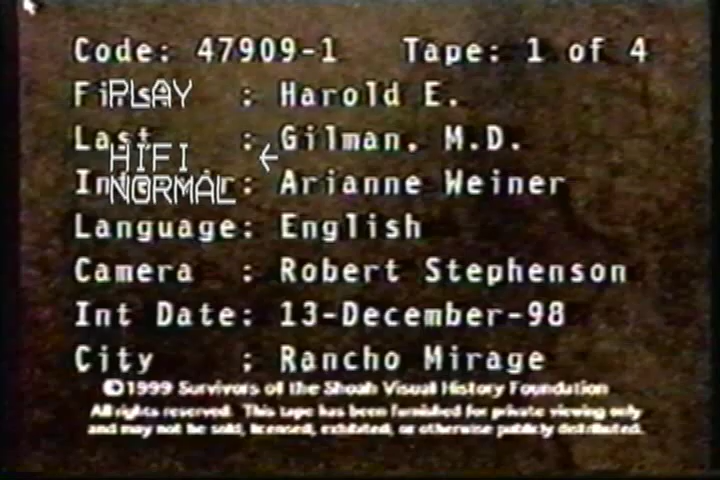 Code: 47909-1 Tape: 1 of 4
PLAY : Harold E.
Last : Gilman, M.D.
HIFI
NORMAL : Arianne Weiner
Language: English
Camera : Robert Stephenson
Int Date: 13-December-98
City : Rancho Mirage
©1999 Survivors of the Shoah Visual History Foundation
All rights reserved. This tape has been furnished for private viewing only
and may not be sold, licensed, exhibited, or otherwise publicly distributed.